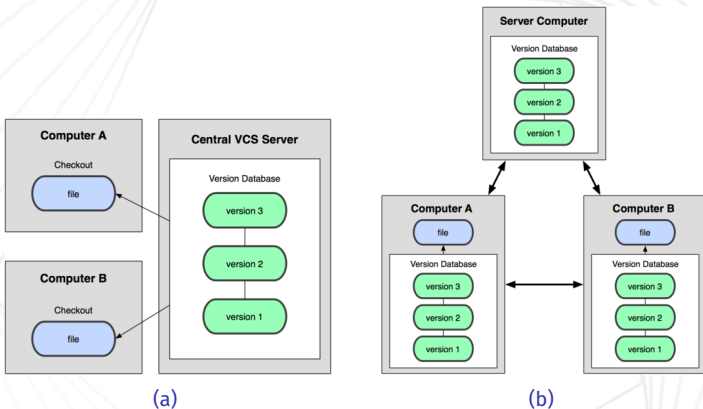 Computer A
Checkout
file
Computer B
Checkout
file
Central VCS Server
Version Database
version 3
version 2
version 1
(a)
Server Computer
Version Database
version 3
version 2
version 1
Computer A
file
Version Database
version 3
version 2
version 1
Computer B
file
Version Database
version 3
version 2
version 1
(b)